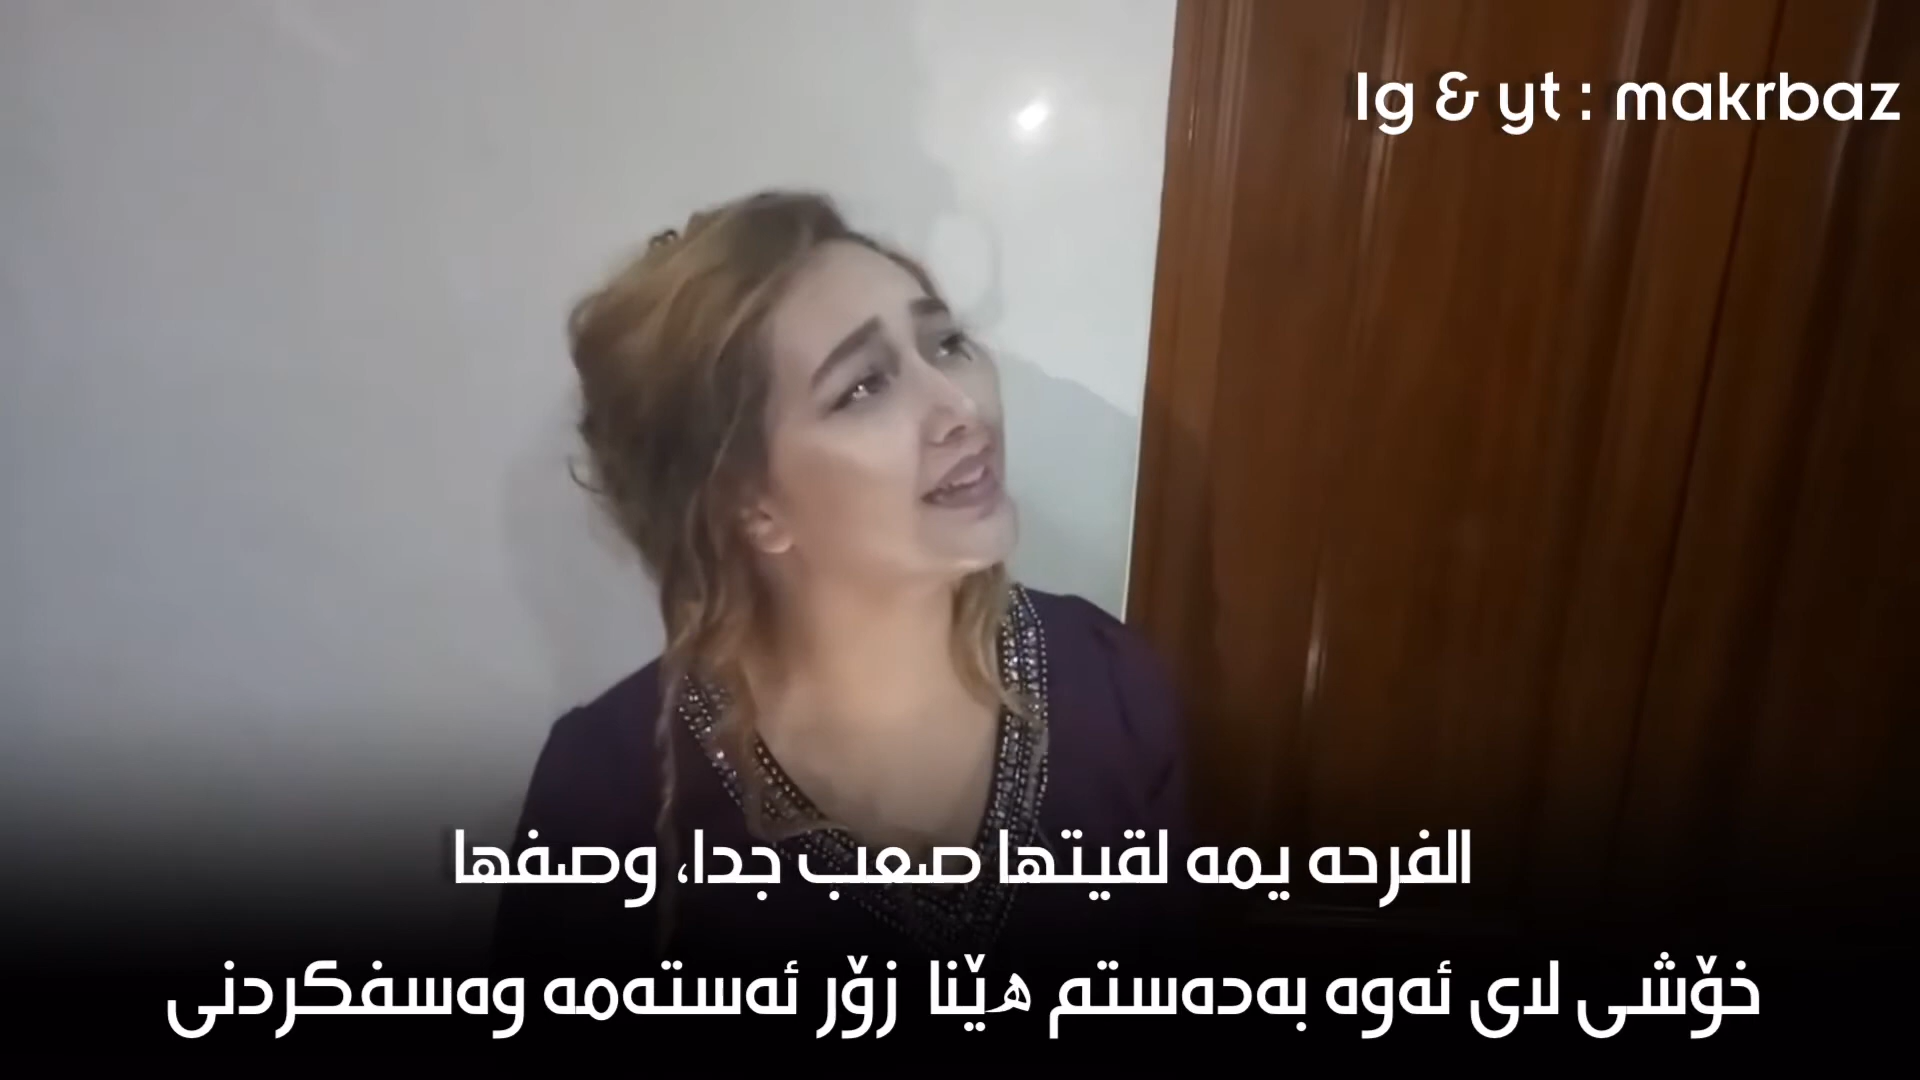 Ig & yt : makrbaz
الفرحه يمه لقيتها صعب جدا، وصفها
خۆشی لای ئەوە بەدەستم هێنا زۆر ئەستەمە وەسفکردنی